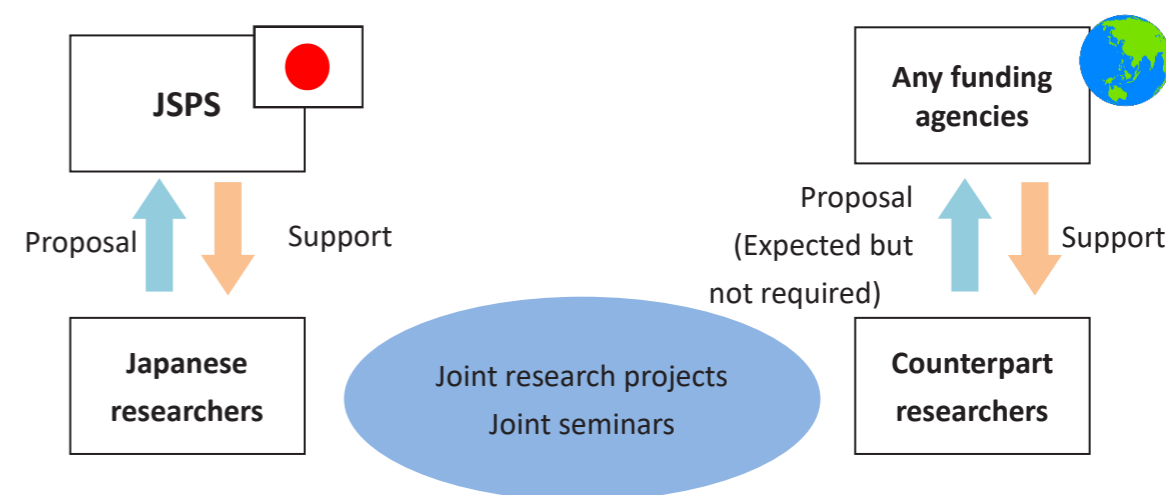 JSPS
Any funding
agencies
Proposal
Support
Proposal
(Expected but
not required)
Support
Japanese
researchers
Joint research projects
Joint seminars
Counterpart
researchers